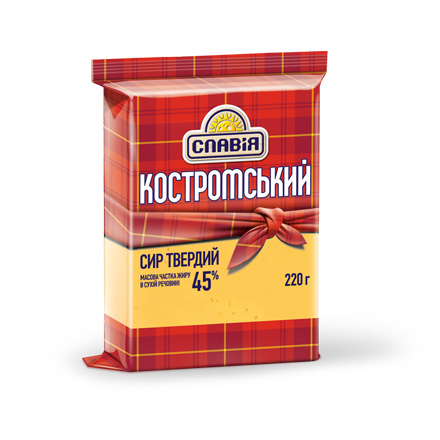 СЛАВіЯ
КОСТРОМСЬКИЙ
СИР ТВЕРДИЙ
МАСОВА ЧАСТКА ЖИРУ
В СУХІЙ РЕЧОВИНІ 45%
220 г